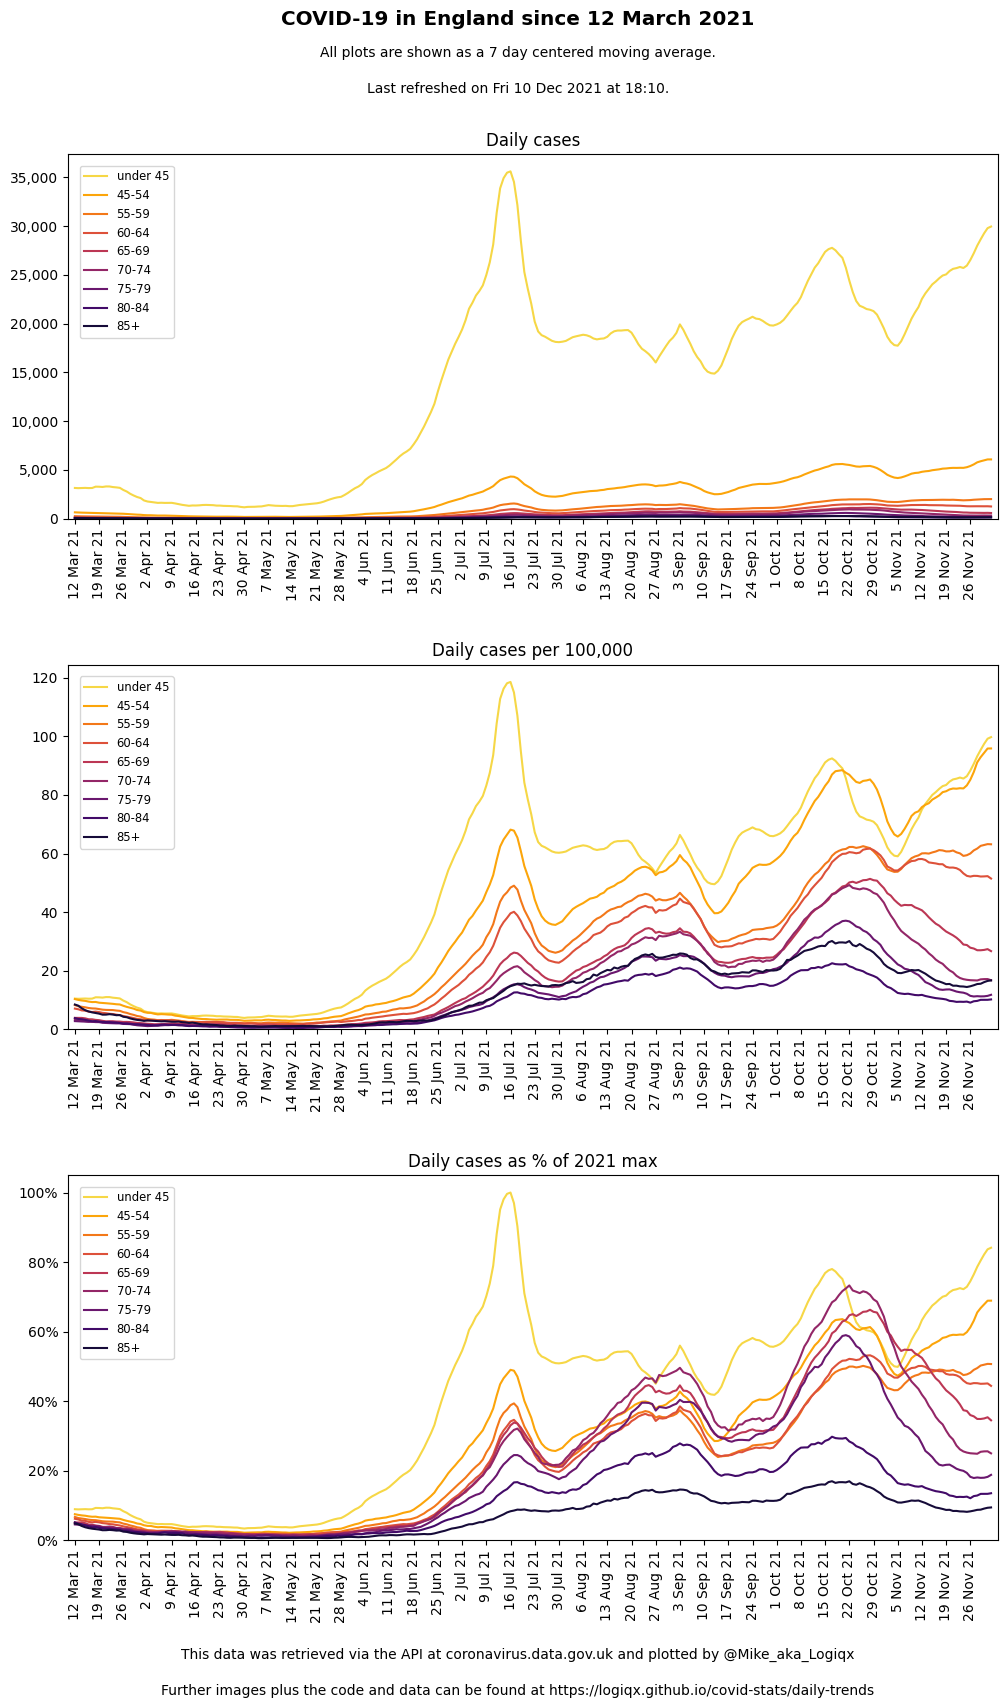 COVID-19 in England since 12 March 2021
All plots are shown as a 7 day centered moving average.
Last refreshed on Fri 10 Dec 2021 at 18:10.
Daily cases
35,000
30,000
25,000
20,000
15,000
10,000
5,000
0
under 45
45-54
55-59
60-64
65-69
70-74
75-79
80-84
85+
12 Mar 21
19 Mar 21
26 Mar 21
2 Apr 21
9 Apr 21
16 Apr 21
23 Apr 21
30 Apr 21
7 May 21
14 May 21
21 May 21
28 May 21
4 Jun 21
11 Jun 21
18 Jun 21
25 Jun 21
2 Jul 21
9 Jul 21
16 Jul 21
23 Jul 21
30 Jul 21
6 Aug 21
13 Aug 21
20 Aug 21
27 Aug 21
3 Sep 21
10 Sep 21
17 Sep 21
24 Sep 21
1 Oct 21
8 Oct 21
15 Oct 21
22 Oct 21
29 Oct 21
5 Nov 21
12 Nov 21
19 Nov 21
26 Nov 21
Daily cases per 100,000
120
100
80
60
40
20
0
under 45
45-54
55-59
60-64
65-69
70-74
75-79
80-84
85+
12 Mar 21
19 Mar 21
26 Mar 21
2 Apr 21
9 Apr 21
16 Apr 21
23 Apr 21
30 Apr 21
7 May 21
14 May 21
21 May 21
28 May 21
4 Jun 21
11 Jun 21
18 Jun 21
25 Jun 21
2 Jul 21
9 Jul 21
16 Jul 21
23 Jul 21
30 Jul 21
6 Aug 21
13 Aug 21
20 Aug 21
27 Aug 21
3 Sep 21
10 Sep 21
17 Sep 21
24 Sep 21
1 Oct 21
8 Oct 21
15 Oct 21
22 Oct 21
29 Oct 21
5 Nov 21
12 Nov 21
19 Nov 21
26 Nov 21
Daily cases as % of 2021 max
100%
80%
60%
40%
20%
0%
under 45
45-54
55-59
60-64
65-69
70-74
75-79
80-84
85+
12 Mar 21
19 Mar 21
26 Mar 21
2 Apr 21
9 Apr 21
16 Apr 21
23 Apr 21
30 Apr 21
7 May 21
14 May 21
21 May 21
28 May 21
4 Jun 21
11 Jun 21
18 Jun 21
25 Jun 21
2 Jul 21
9 Jul 21
16 Jul 21
23 Jul 21
30 Jul 21
6 Aug 21
13 Aug 21
20 Aug 21
27 Aug 21
3 Sep 21
10 Sep 21
17 Sep 21
24 Sep 21
1 Oct 21
8 Oct 21
15 Oct 21
22 Oct 21
29 Oct 21
5 Nov 21
12 Nov 21
19 Nov 21
26 Nov 21
This data was retrieved via the API at coronavirus.data.gov.uk and plotted by @Mike_aka_Logiqx
Further images plus the code and data can be found at https://logiqx.github.io/covid-stats/daily-trends